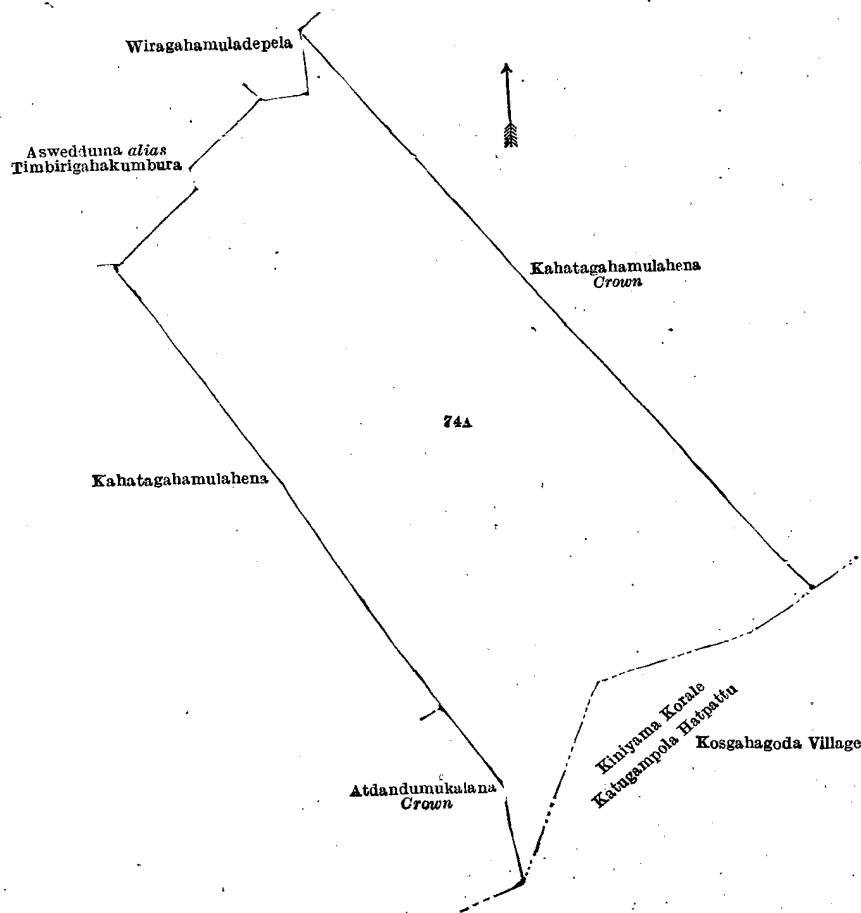 Wiragahamuladepela
Aswedduma alias
Timbirigahakumbura
Kahatagahamulahena
Crown
74A
Kahatagahamulahena
Kiniyama Korale
Katugampola Hatpattu
Kosgahagoda Village
Atdandumukalana
Crown